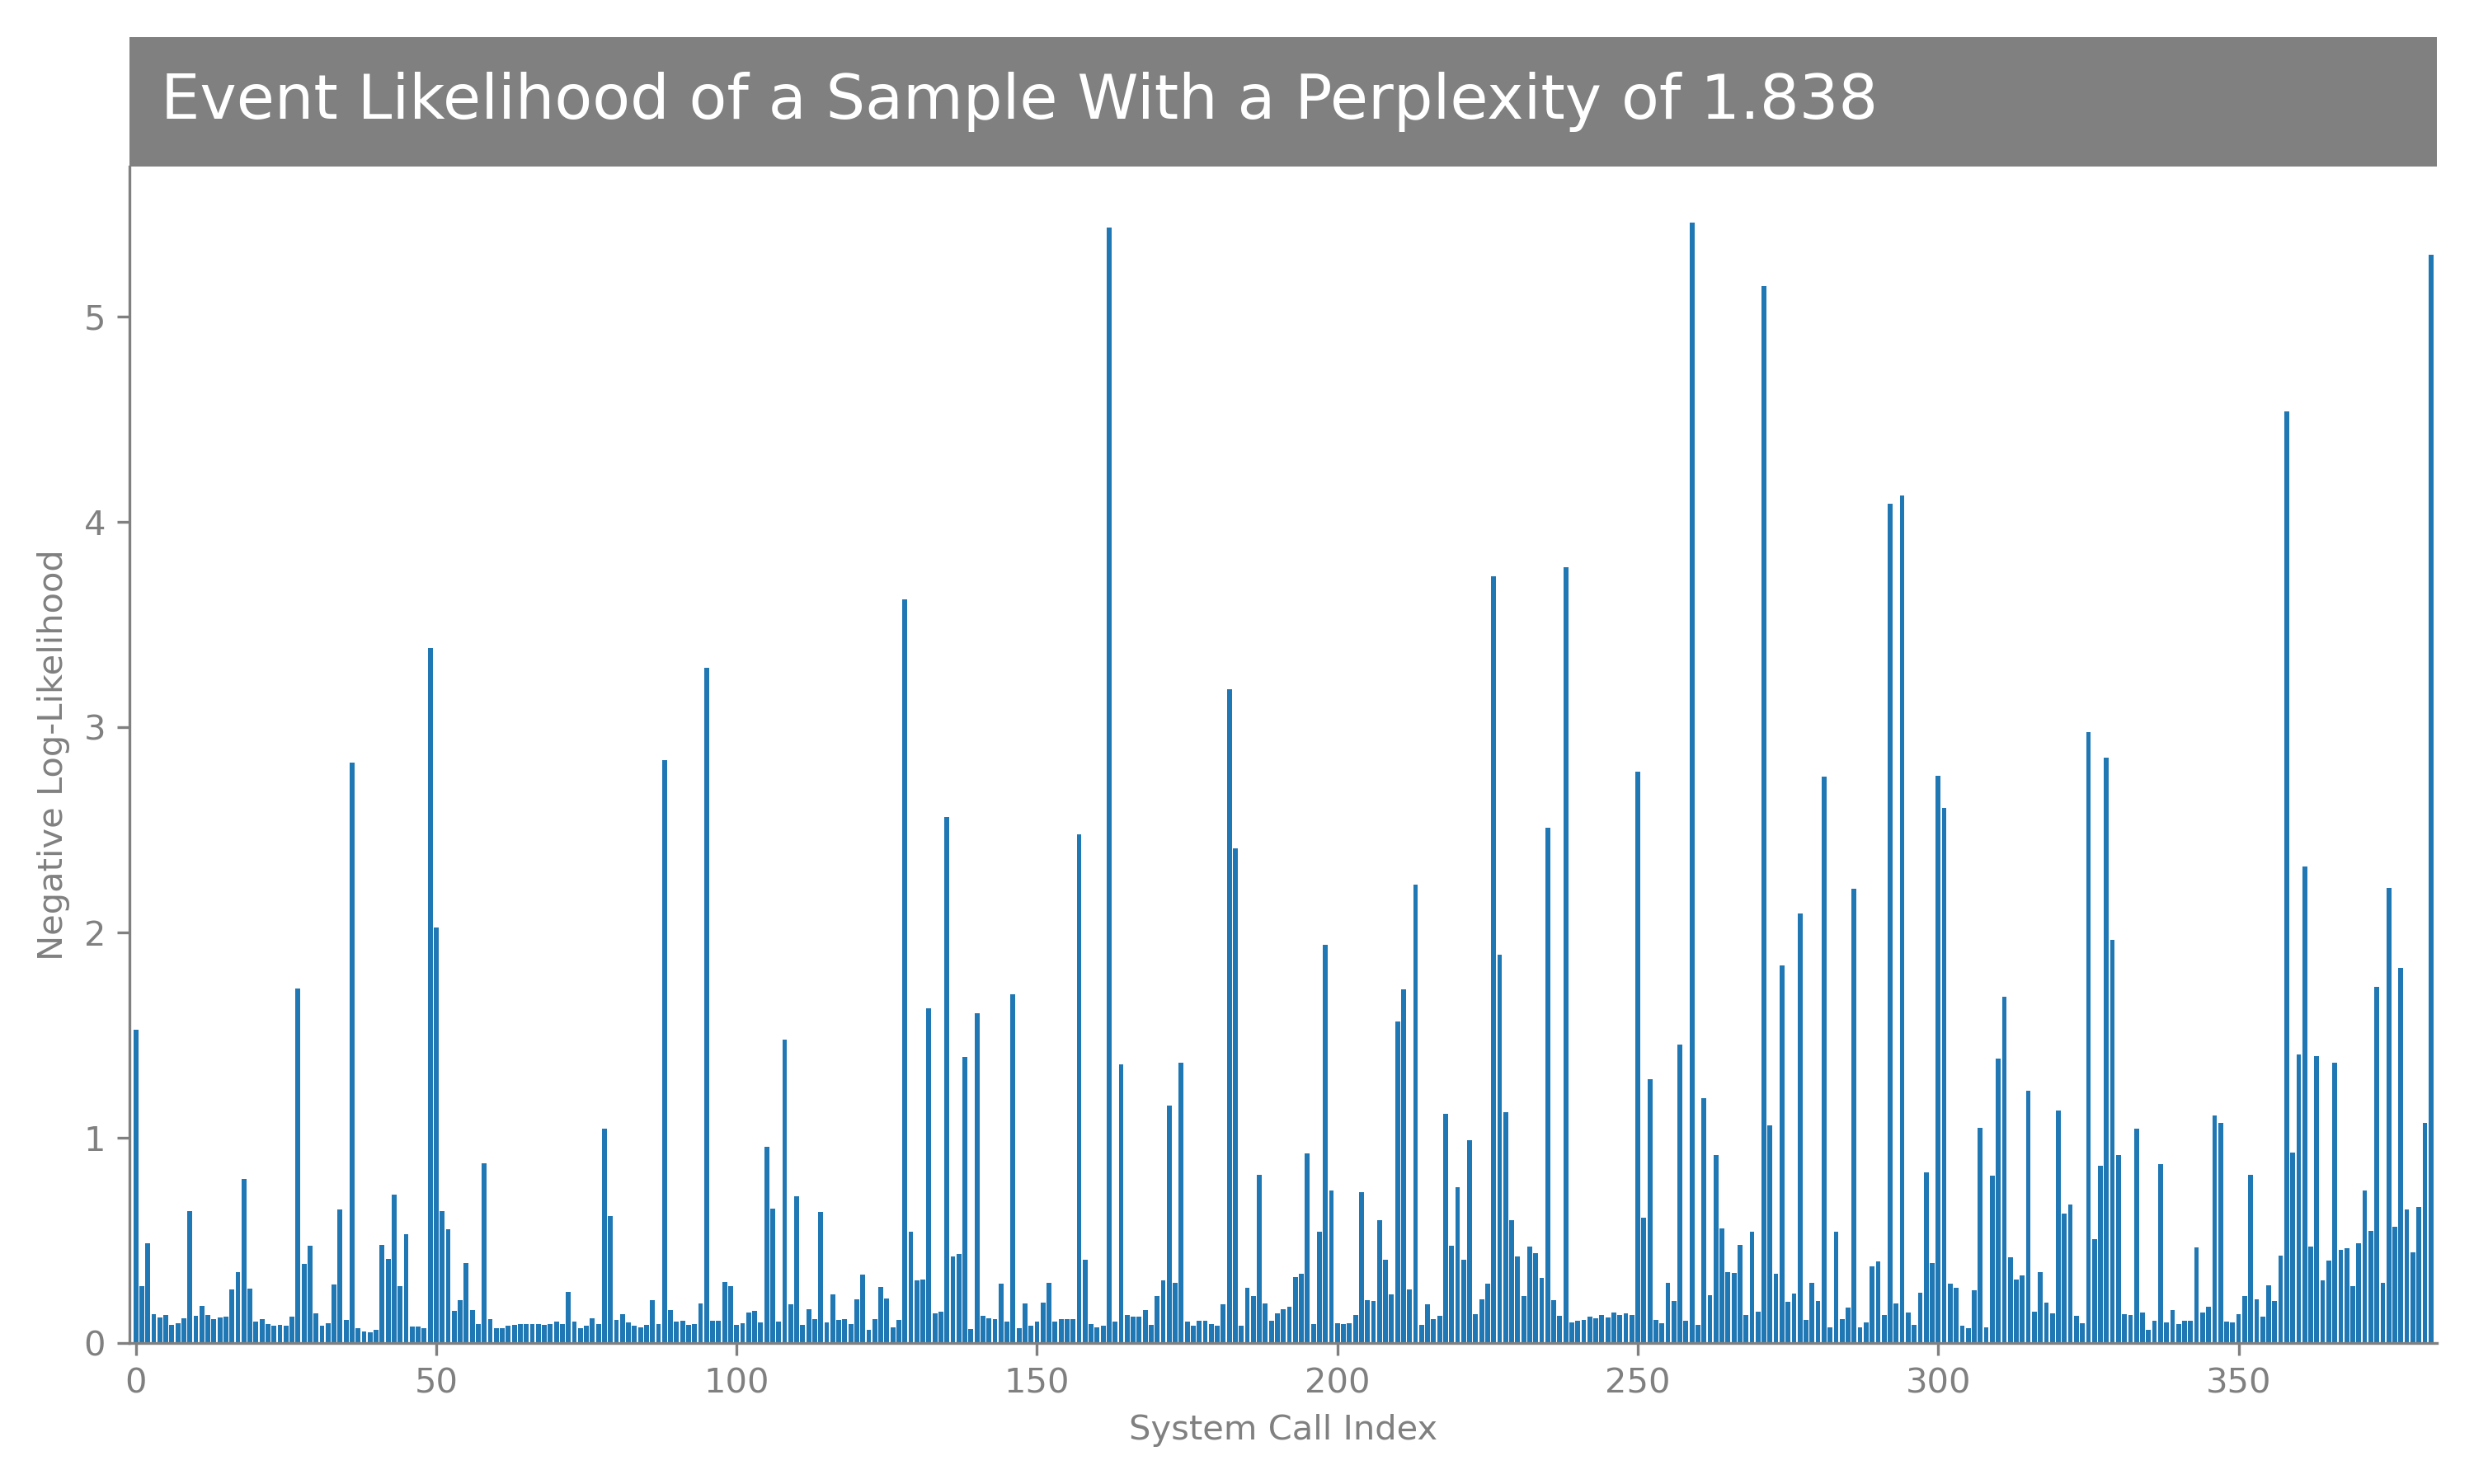 Event Likelihood of a Sample With a Perplexity of 1.838
5
4
3
2
1
0
Negative Log-Likelihood
0 50 100 150 200 250 300 350
System Call Index